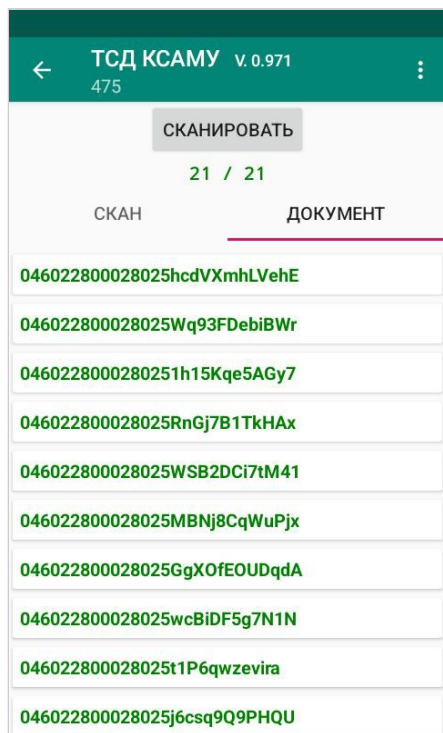 ТСД КСАМУ V. 0.971
475
СКАНИРОВАТЬ
21 / 21
СКАН ДОКУМЕНТ
046022800028025hcdVXmhLVehE
046022800028025Wq93FDebiBWr
0460228000280251h15Kqe5AGy7
046022800028025RnGj7B1TkHAx
046022800028025WSB2DCi7tM41
046022800028025MBNj8CqWuPjx
046022800028025GgXOfEOUDqdA
046022800028025wcBiDF5g7N1N
046022800028025t1P6qwzevira
046022800028025j6csq9Q9PHQU